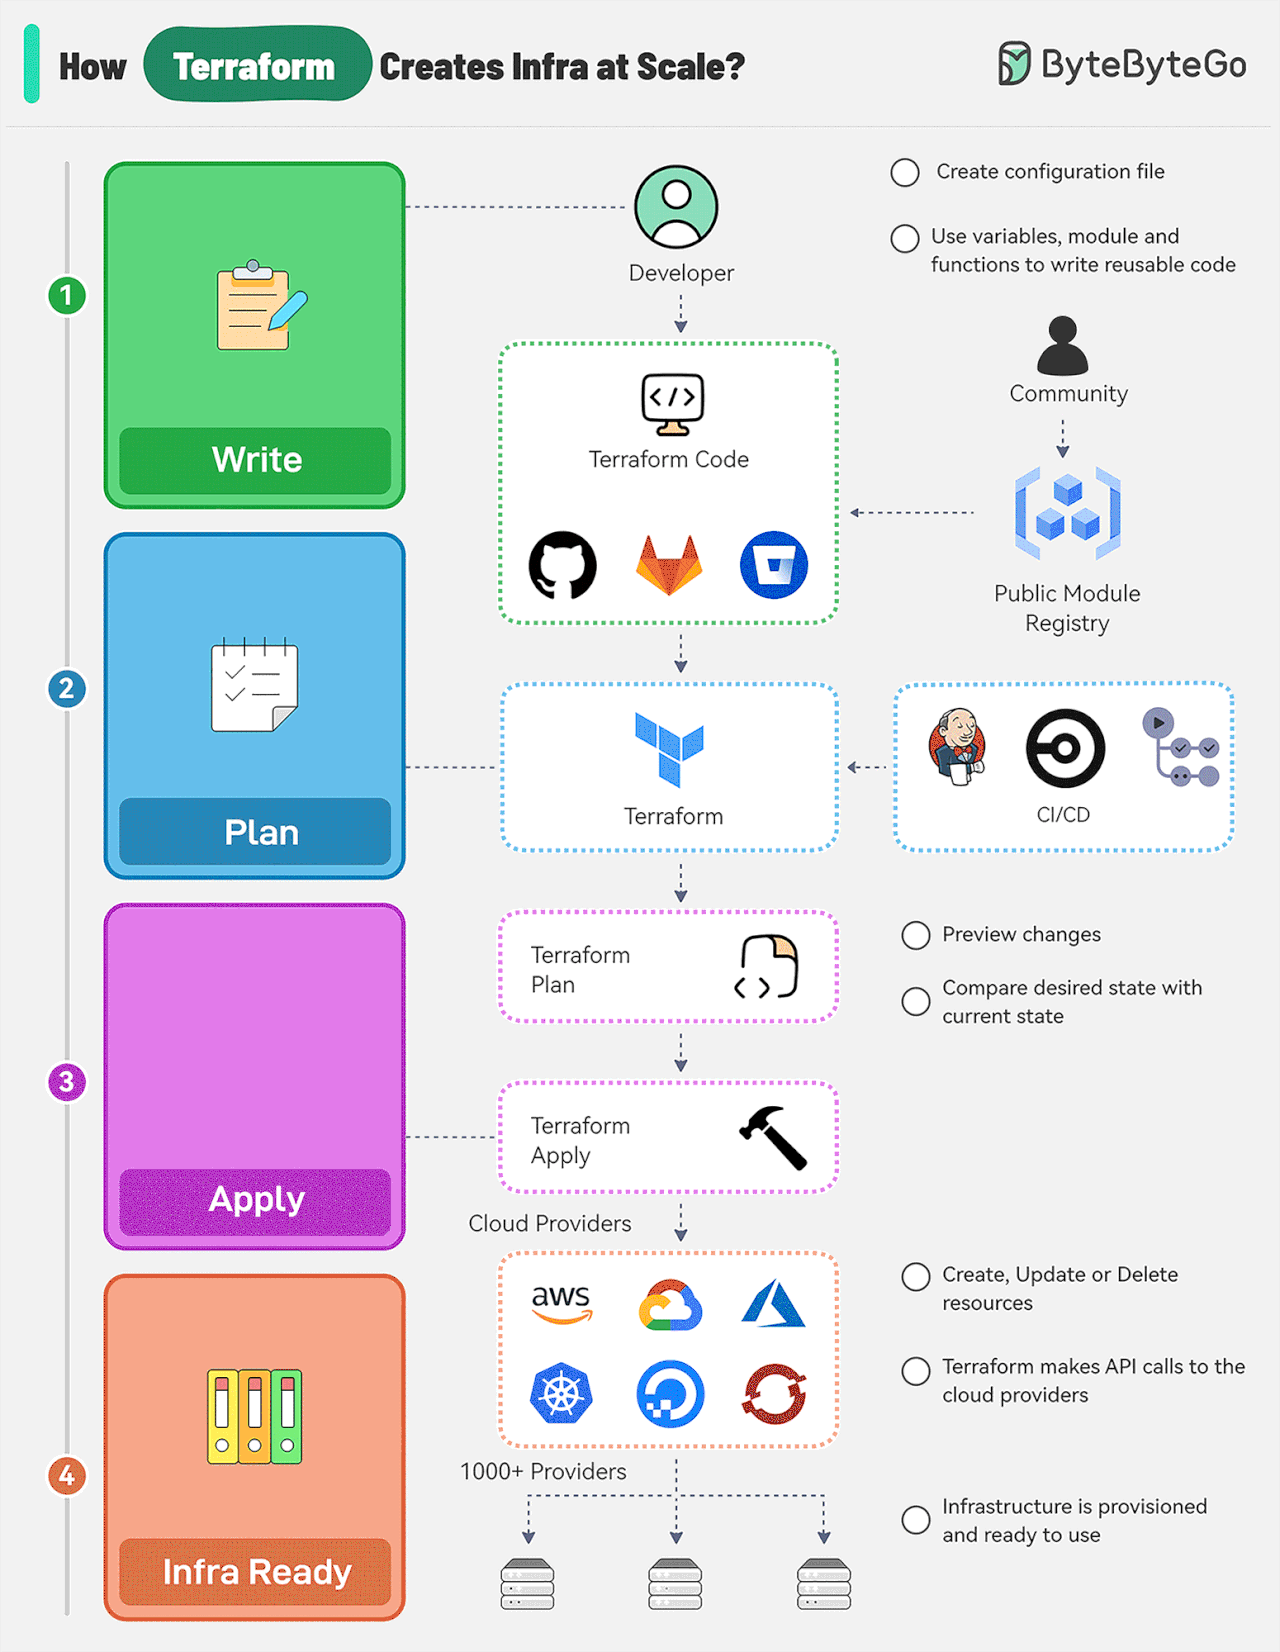 How Terraform Creates Infra at Scale?
ByteByteGo
1
Write
Developer
Create configuration file
Use variables, module and
functions to write reusable code
Community
Terraform Code
Public Module
Registry
2
Plan
Terraform
CI/CD
Terraform
Plan
Preview changes
Compare desired state with
current state
3
Apply
Terraform
Apply
Cloud Providers
aws
Create, Update or Delete
resources
Terraform makes API calls to the
cloud providers
4
Infra Ready
1000+ Providers
Infrastructure is provisioned
and ready to use